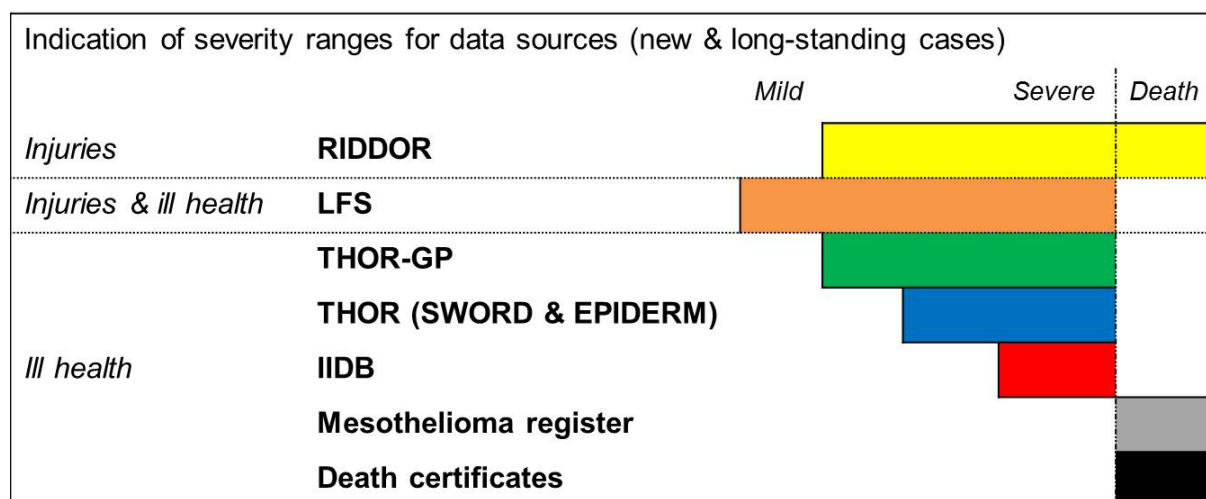 Indication of severity ranges for data sources (new & long-standing cases)
Mild Severe Death
Injuries RIDDOR
Injuries & ill health LFS
THOR-GP
THOR (SWORD & EPIDERM)
Ill health IIDB
Mesothelioma register
Death certificates